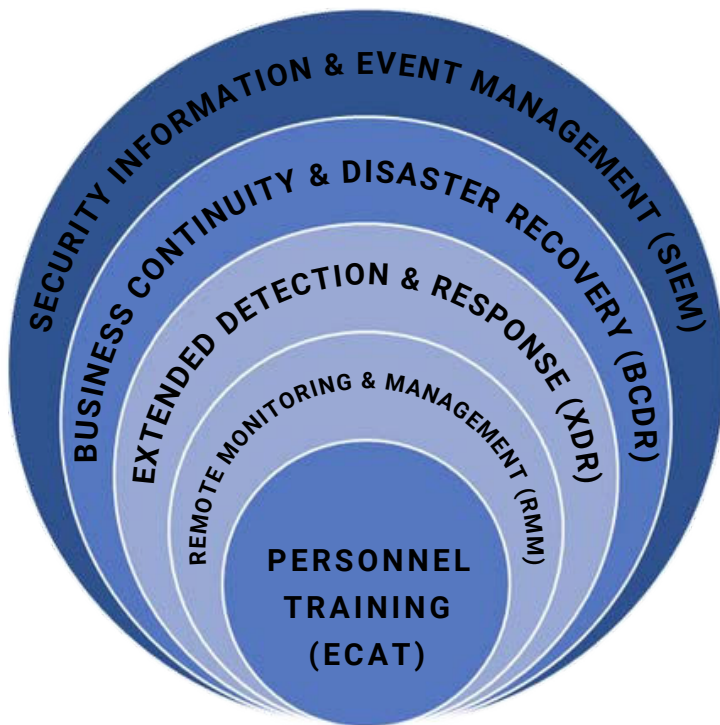 SECURITY INFORMATION & EVENT MANAGEMENT (SIEM)
BUSINESS CONTINUITY & DISASTER RECOVERY (BCDR)
EXTENDED DETECTION & RESPONSE (XDR)
REMOTE MONITORING & MANAGEMENT (RMM)
PERSONNEL
TRAINING
(ECAT)